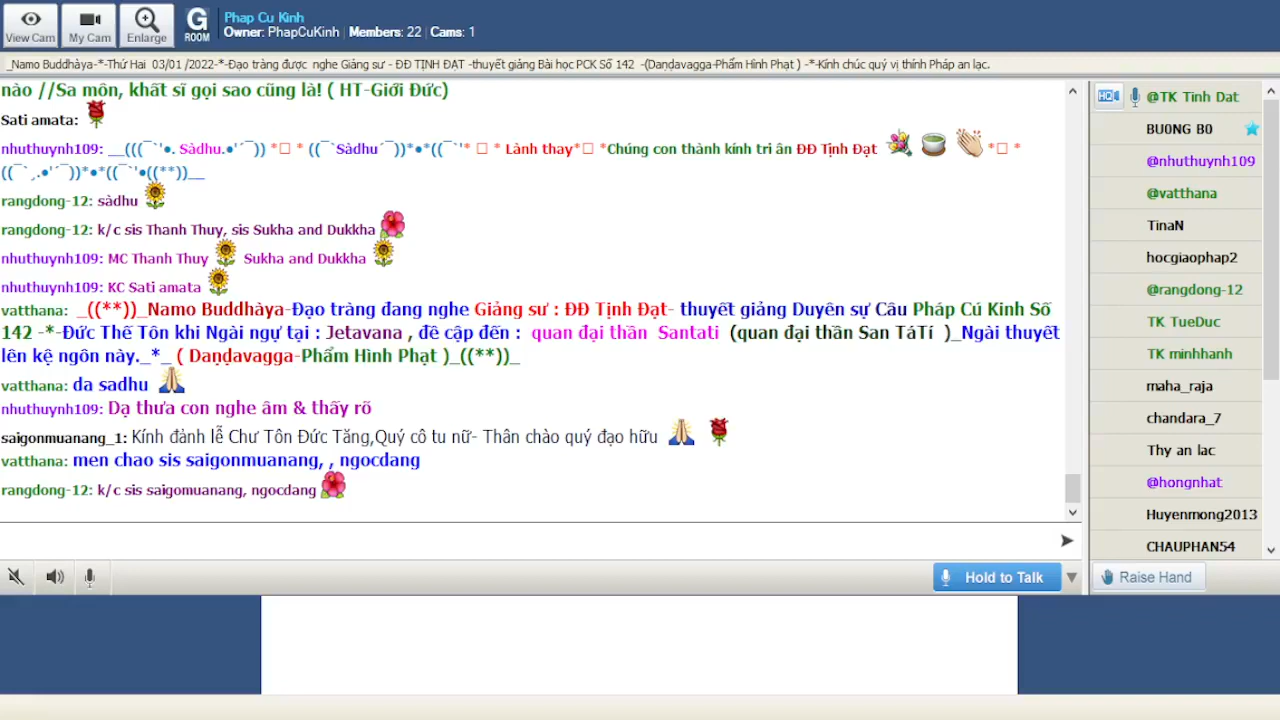 View Cam
My Cam
Enlarge
G
ROOM
Phap Cu Kinh
Owner: PhapCuKinh | Members: 22 | Cams: 1
_Namo Buddhàya-*-Thứ Hai 03/01 /2022-*-Đạo tràng được nghe Giảng sư - ĐĐ TỊNH ĐẠT -thuyết giảng Bài học PCK Số 142 -(Daṇḍavagga-Phẩm Hình Phạt ) -*-Kính chúc quý vị thính Pháp an lạc.
nào //Sa môn, khất sĩ gọi sao cũng là! ( HT-Giới Đức)
Sati amata:
nhuthuynh109: __(((¯`'•. Sàdhu.•'´¯)) * * ((¯`Sàdhu´¯))*•*((¯`'* * Lành thay* *Chúng con thành kính tri ân ĐĐ Tịnh Đạt * *
((¯`¸.•'´¯))*•*((¯`'•((**))__
rangdong-12: sàdhu
rangdong-12: k/c sis Thanh Thuy, sis Sukha and Dukkha
nhuthuynh109: MC Thanh Thuy Sukha and Dukkha
nhuthuynh109: KC Sati amata
vatthana: _((**))_Namo Buddhàya-Đạo tràng đang nghe Giảng sư : ĐĐ Tịnh Đạt- thuyết giảng Duyên sự Câu Pháp Cú Kinh Số
142 -*-Đức Thế Tôn khi Ngài ngự tại : Jetavana , đề cập đến : quan đại thần Santati (quan đại thần San TáTí )_Ngài thuyết
lên kệ ngôn này._*_ ( Daṇḍavagga-Phẩm Hình Phạt )_((**))_
vatthana: da sadhu
nhuthuynh109: Dạ thưa con nghe âm & thấy rõ
saigonmuanang_1: Kính đảnh lễ Chư Tôn Đức Tăng,Quý cô tu nữ- Thân chào quý đạo hữu
vatthana: men chao sis saigonmuanang, , ngocdang
rangdong-12: k/c sis saigomuanang, ngocdang
Hold to Talk
HD
@TK Tinh Dat
BU0NG B0
@nhuthuynh109
@vatthana
TinaN
hocgiaophap2
@rangdong-12
TK TueDuc
TK minhhanh
maha_raja
chandara_7
Thy an lac
@hongnhat
Huyenmong2013
CHAUPHAN54
Raise Hand